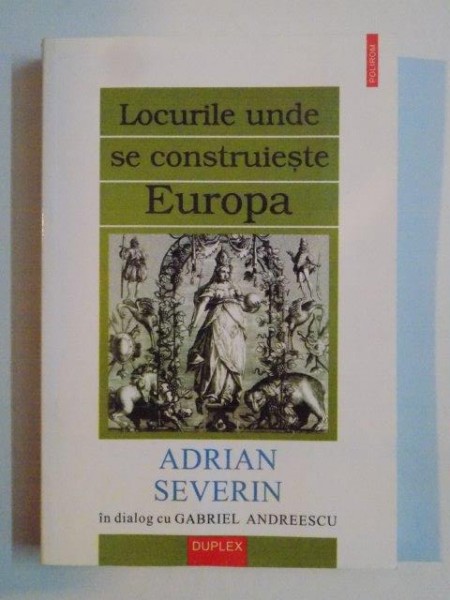 POLIROM
Locurile unde
se construiește
Europa
ADRIAN
SEVERIN
în dialog cu GABRIEL ANDREESCU
DUPLEX